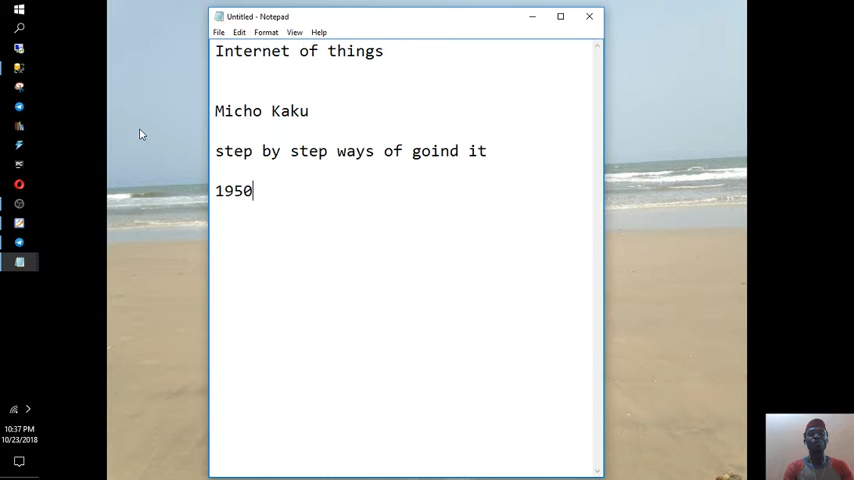 Untitled - Notepad
File Edit Format View Help
Internet of things
Micho Kaku
step by step ways of goind it
1950
10:37 PM
10/23/2018